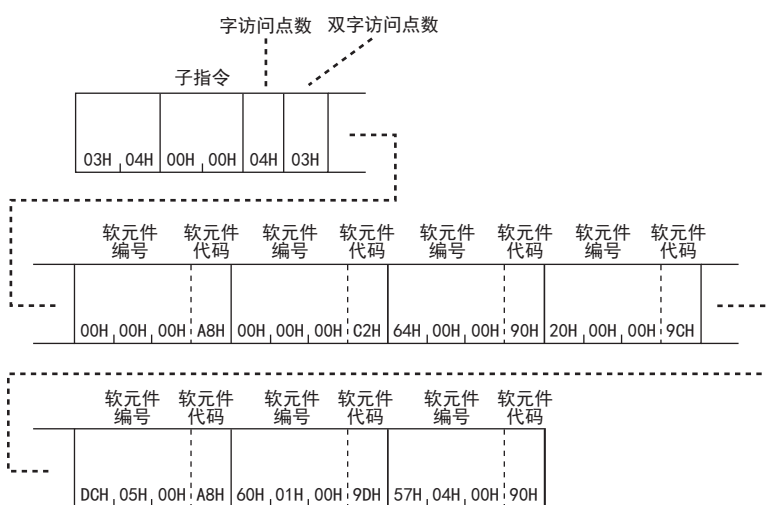 字访问点数 双字访问点数
子指令
03H 04H 00H 00H 04H 03H
软元件 软元件 软元件 软元件 软元件 软元件 软元件 软元件
编号 代码 编号 代码 编号 代码 编号 代码
00H 00H 00H A8H 00H 00H 00H C2H 64H 00H 00H 90H 20H 00H 00H 9CH
软元件 软元件 软元件 软元件 软元件 软元件
编号 代码 编号 代码 编号 代码
DCH 05H 00H A8H 60H 01H 00H 9DH 57H 04H 00H 90H